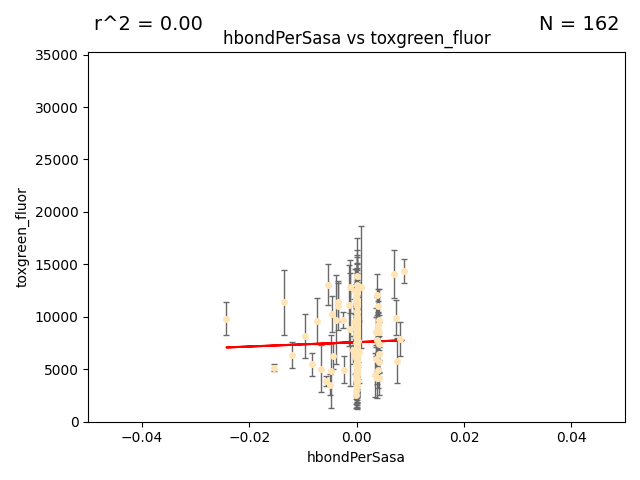 r^2 = 0.00
N = 162
hbondPerSasa vs toxgreen_fluor
35000
30000
25000
20000
15000
10000
5000
0
toxgreen_fluor
−0.04
−0.02
0.00
0.02
0.04
hbondPerSasa